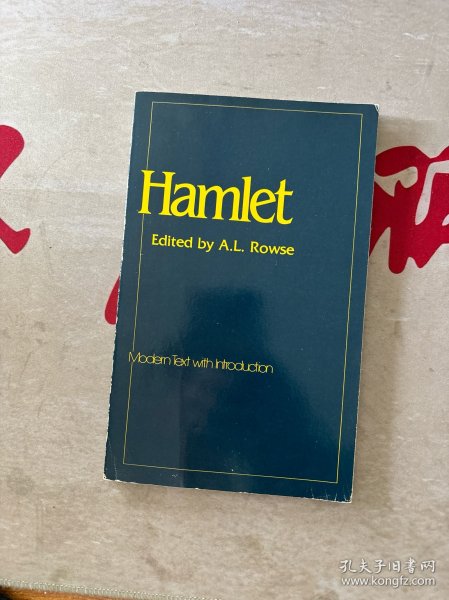 Hamlet
Edited by A.L. Rowse
Modern Text with Introduction
孔夫子旧书网
www.kongfz.com